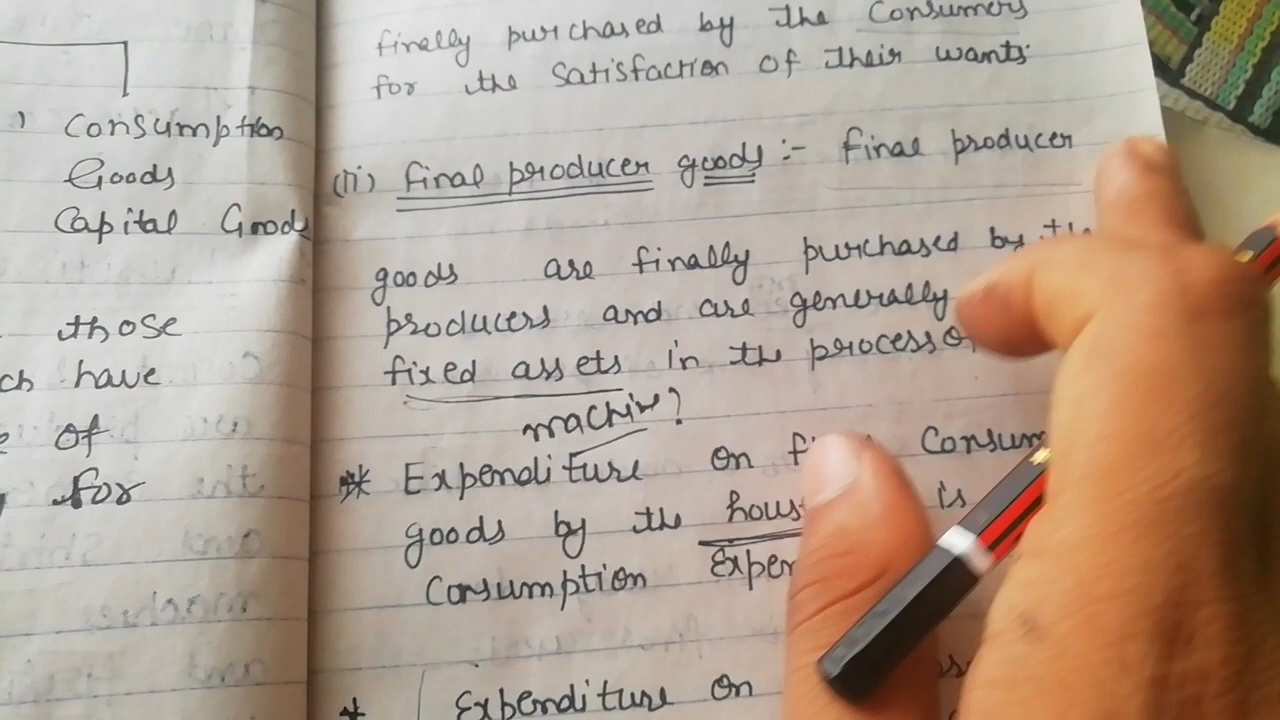 Consumption
Goods
Capital Goods
those
ch have
of
for
finally purchased by the Consumers
for the satisfaction of their wants
(ii) final producer goods :- final producer
goods are finally purchased by
producers and are generally
fixed assets in the process
machine?
** Expenditure on
goods by the is
Consumption
* Expenditure on